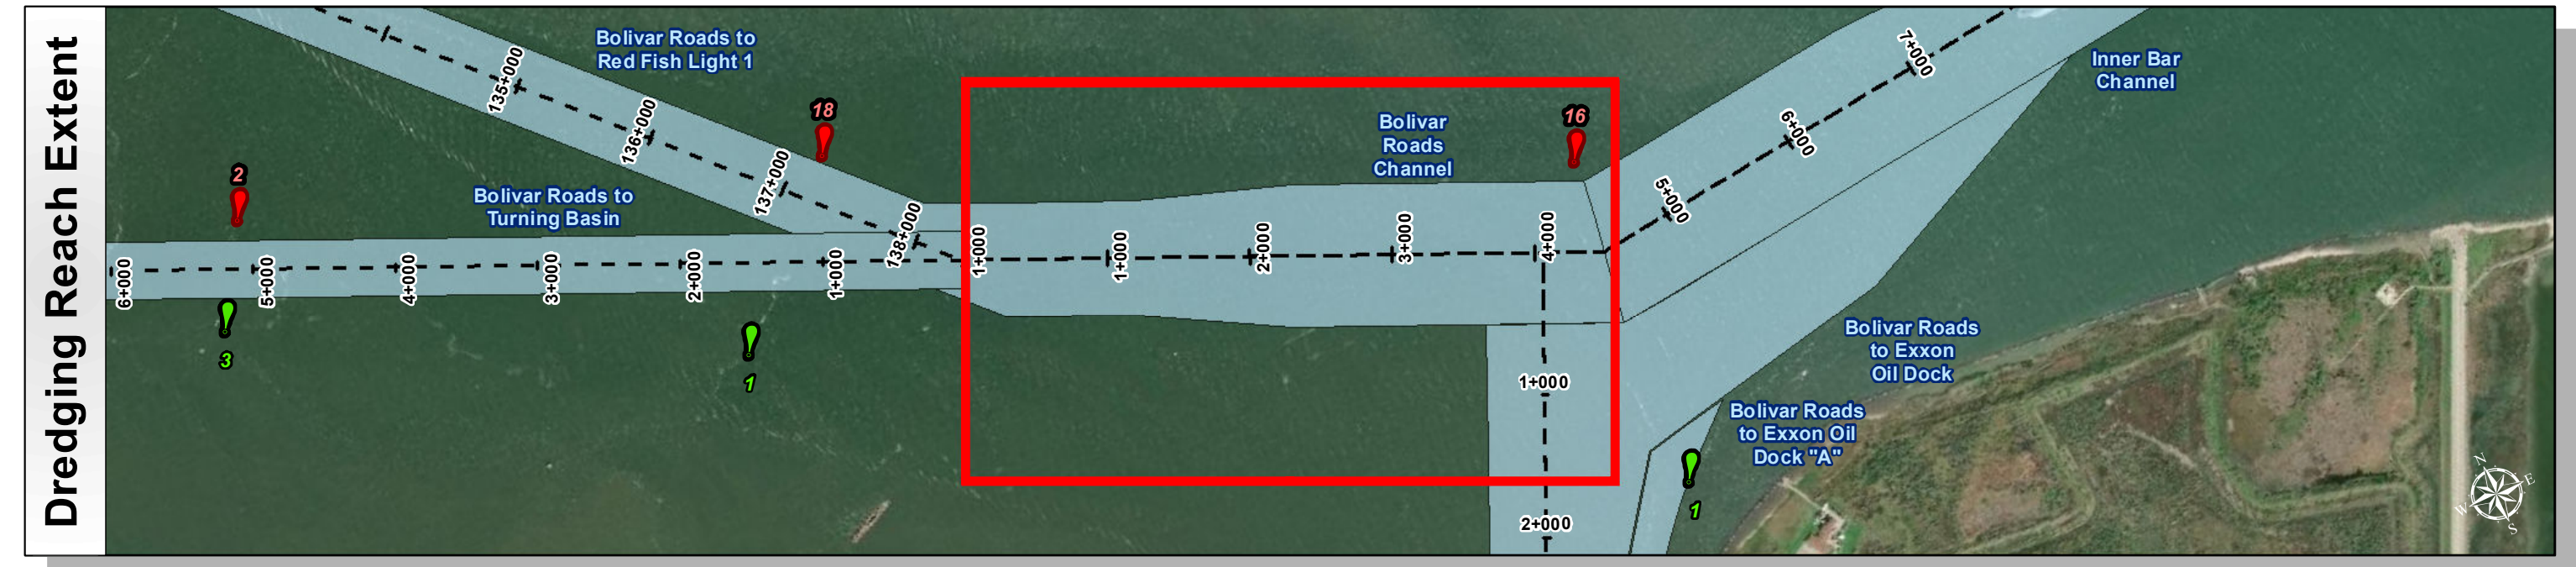 Dredging Reach Extent
Bolivar Roads to
Red Fish Light 1
Bolivar Roads to
Turning Basin
Bolivar
Roads
Channel
Inner Bar
Channel
Bolivar Roads
to Exxon
Oil Dock
Bolivar Roads
to Exxon Oil
Dock "A"
135+000
136+000
137+000
138+000
18
16
2
3
1
1
6+000
5+000
4+000
3+000
2+000
1+000
1+000
1+000
2+000
3+000
4+000
5+000
6+000
7+000
1+000
2+000
N
E
W
S